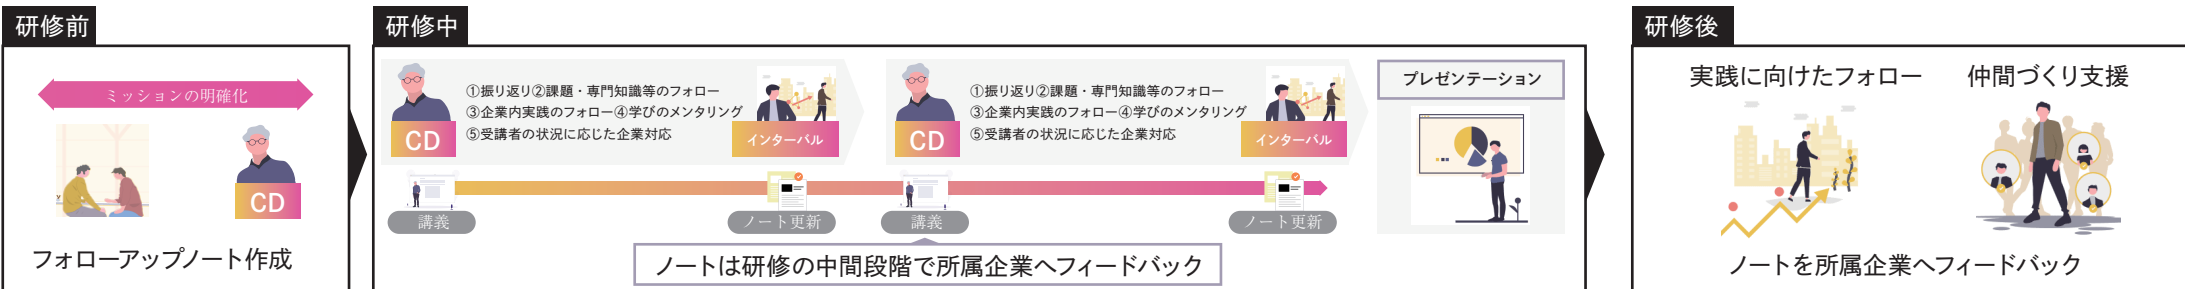 研修前
ミッションの明確化
CD
フォローアップノート作成
研修中
CD
①振り返り②課題・専門知識等のフォロー
③企業内実践のフォロー④学びのメンタリング
⑤受講者の状況に応じた企業対応
インターバル
CD
①振り返り②課題・専門知識等のフォロー
③企業内実践のフォロー④学びのメンタリング
⑤受講者の状況に応じた企業対応
インターバル
プレゼンテーション
講義
ノート更新
講義
ノート更新
ノートは研修の中間段階で所属企業へフィードバック
研修後
実践に向けたフォロー
仲間づくり支援
ノートを所属企業へフィードバック